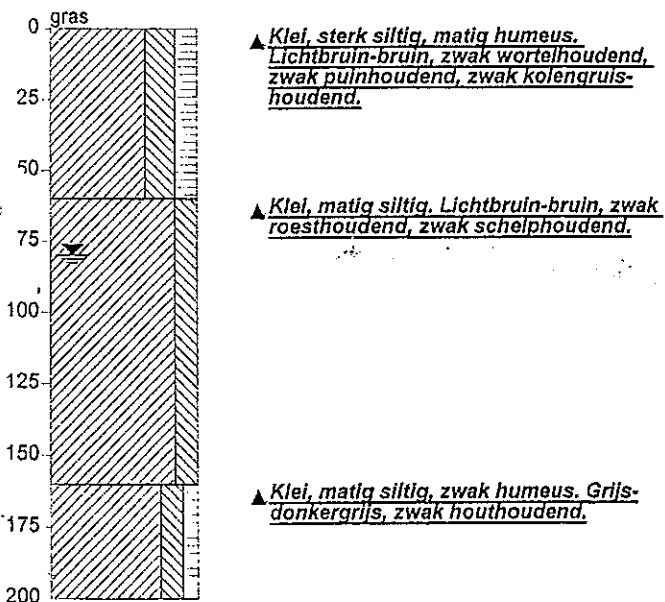 gras
0
Klei, sterk siltig, matig humeus.
Lichtbruin-bruin, zwak wortelhoudend,
zwak puinhoudend, zwak kolengruis-
houdend.
25
50
Klei, matig siltig. Lichtbruin-bruin, zwak
roesthoudend, zwak schelphoudend.
75
100
125
150
Klei, matig siltig, zwak humeus. Grijs-
donkergrijs, zwak houthoudend.
175
200